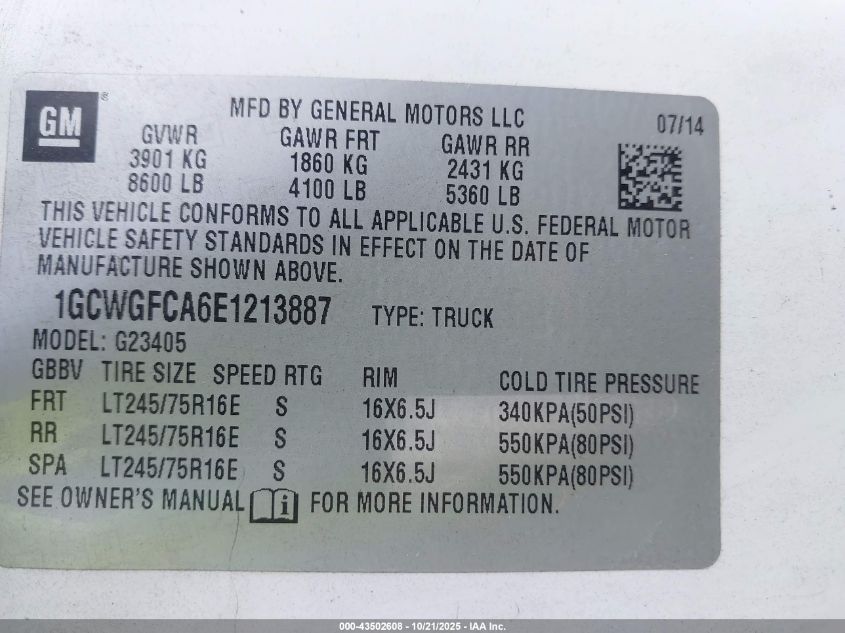 GM ®
MFD BY GENERAL MOTORS LLC 07/14
GVWR GAWR FRT GAWR RR
3901 KG 1860 KG 2431 KG
8600 LB 4100 LB 5360 LB
THIS VEHICLE CONFORMS TO ALL APPLICABLE U.S. FEDERAL MOTOR
VEHICLE SAFETY STANDARDS IN EFFECT ON THE DATE OF
MANUFACTURE SHOWN ABOVE.
1GCWGFCA6E1213887 TYPE: TRUCK
MODEL: G23405
GBBV TIRE SIZE SPEED RTG RIM COLD TIRE PRESSURE
FRT LT245/75R16E S 16X6.5J 340KPA(50PSI)
RR LT245/75R16E S 16X6.5J 550KPA(80PSI)
SPA LT245/75R16E S 16X6.5J 550KPA(80PSI)
SEE OWNER'S MANUAL i FOR MORE INFORMATION.
000-43502608 - 10/21/2025 - IAA Inc.